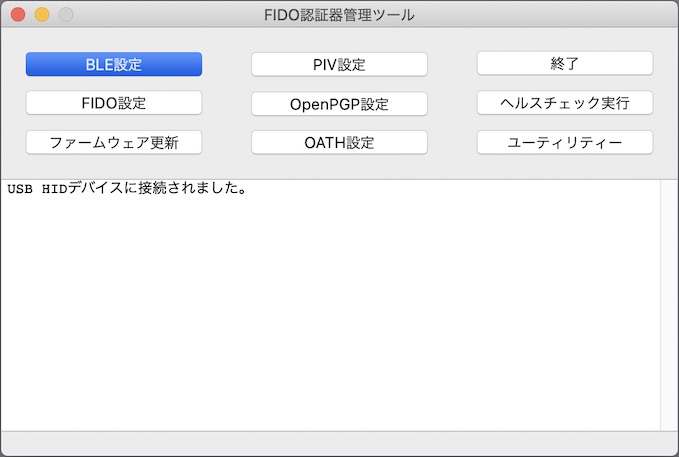 FIDO認証器管理ツール
BLE設定
PIV設定
終了
FIDO設定
OpenPGP設定
ヘルスチェック実行
ファームウェア更新
OATH設定
ユーティリティー
USB HIDデバイスに接続されました。